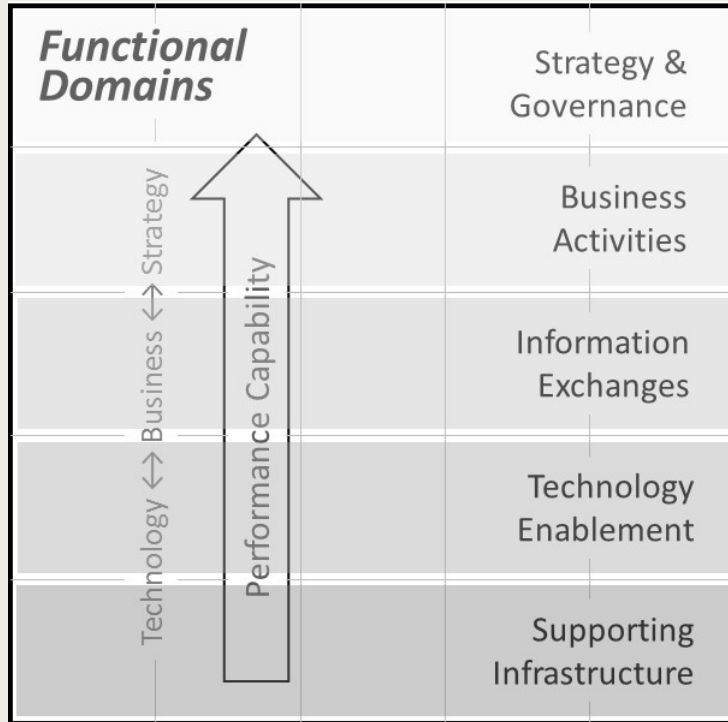 Functional
Domains
Strategy &
Governance
Business
Activities
Information
Exchanges
Technology
Enablement
Supporting
Infrastructure
Technology <-> Business <-> Strategy
Performance Capability